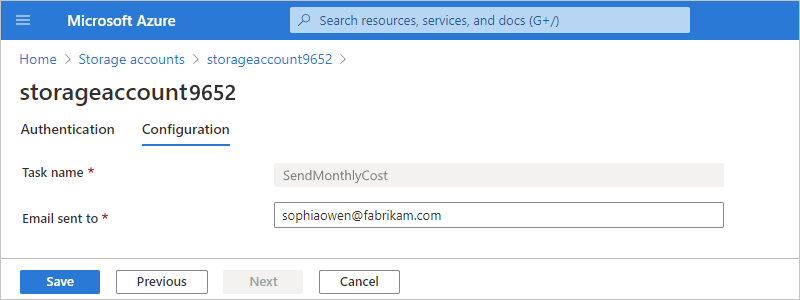 Microsoft Azure
Search resources, services, and docs (G+/)
Home > Storage accounts > storageaccount9652 >
storageaccount9652
Authentication Configuration
Task name * SendMonthlyCost
Email sent to * sophiaowen@fabrikam.com
Save Previous Next Cancel